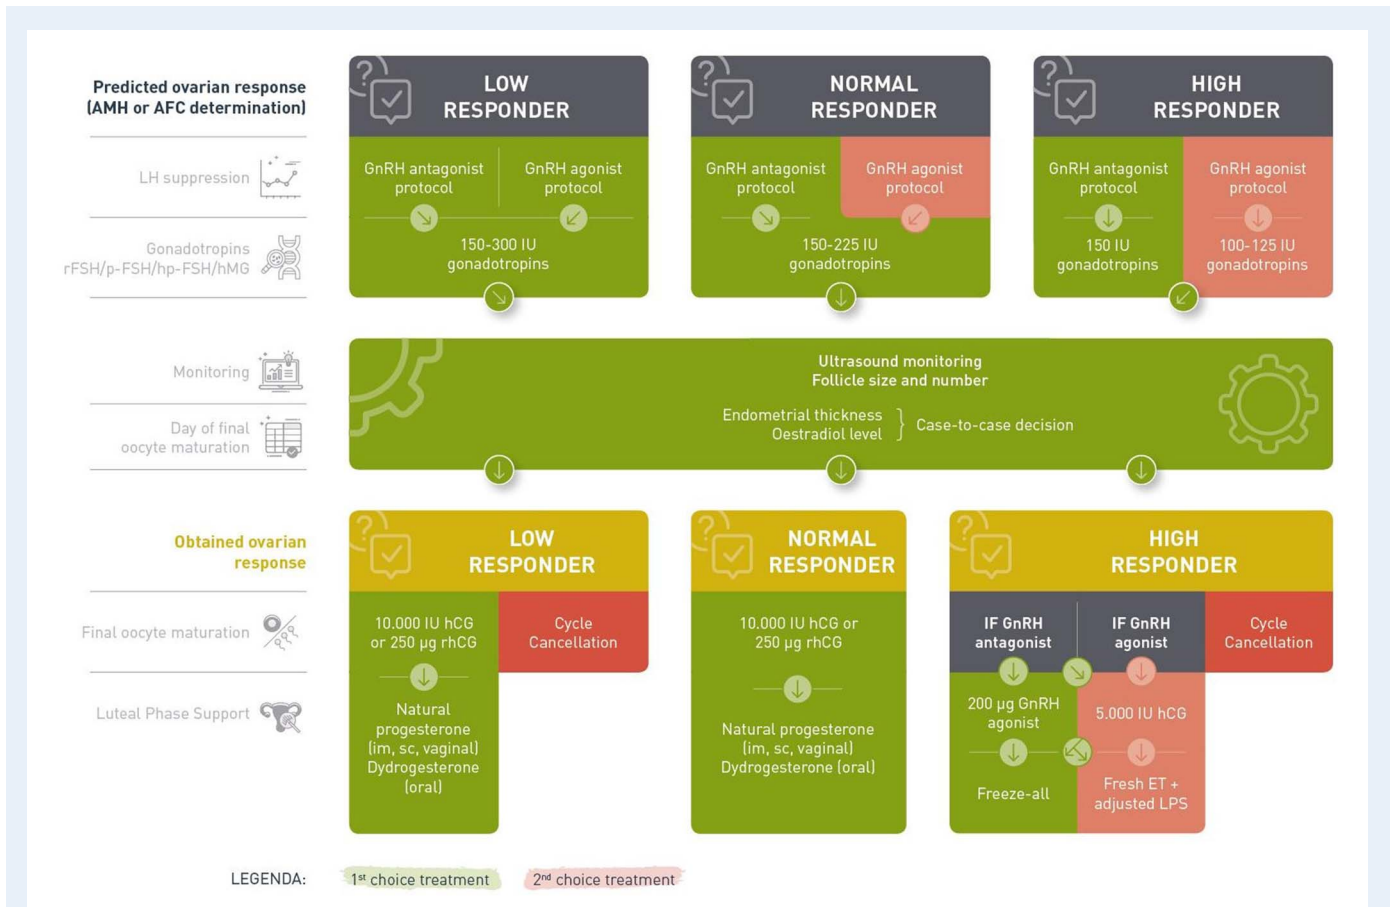 Predicted ovarian response
(AMH or AFC determination)
LOW
RESPONDER
NORMAL
RESPONDER
HIGH
RESPONDER
LH suppression
GnRH antagonist
protocol
GnRH agonist
protocol
GnRH antagonist
protocol
GnRH agonist
protocol
GnRH antagonist
protocol
GnRH agonist
protocol
Gonadotropins
rFSH/p-FSH/hp-FSH/hMG
150-300 IU
gonadotropins
150-225 IU
gonadotropins
150 IU
gonadotropins
100-125 IU
gonadotropins
Monitoring
Ultrasound monitoring
Follicle size and number
Day of final
oocyte maturation
Endometrial thickness
Oestradiol level
Case-to-case decision
Obtained ovarian
response
LOW
RESPONDER
NORMAL
RESPONDER
HIGH
RESPONDER
Final oocyte maturation
10.000 IU hCG
or 250 µg rhCG
Cycle
Cancellation
10.000 IU hCG or
250 µg rhCG
IF GnRH
antagonist
IF GnRH
agonist
Cycle
Cancellation
Luteal Phase Support
Natural
progesterone
(im, sc, vaginal)
Dydrogesterone
(oral)
Natural progesterone
(im, sc, vaginal)
Dydrogesterone (oral)
200 µg GnRH
agonist
5.000 IU hCG
Freeze-all
Fresh ET +
adjusted LPS
LEGENDA:
1st choice treatment
2nd choice treatment